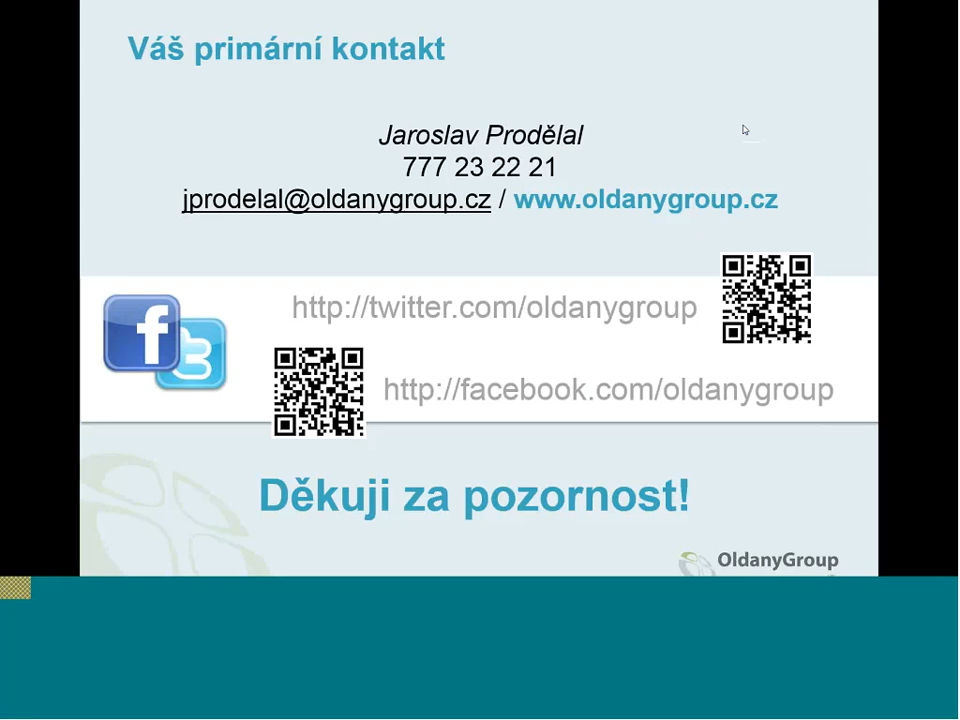 Váš primární kontakt
Jaroslav Prodělal
777 23 22 21
jprodelal@oldanygroup.cz / www.oldanygroup.cz
http://twitter.com/oldanygroup
http://facebook.com/oldanygroup
Děkuji za pozornost!
OldanyGroup